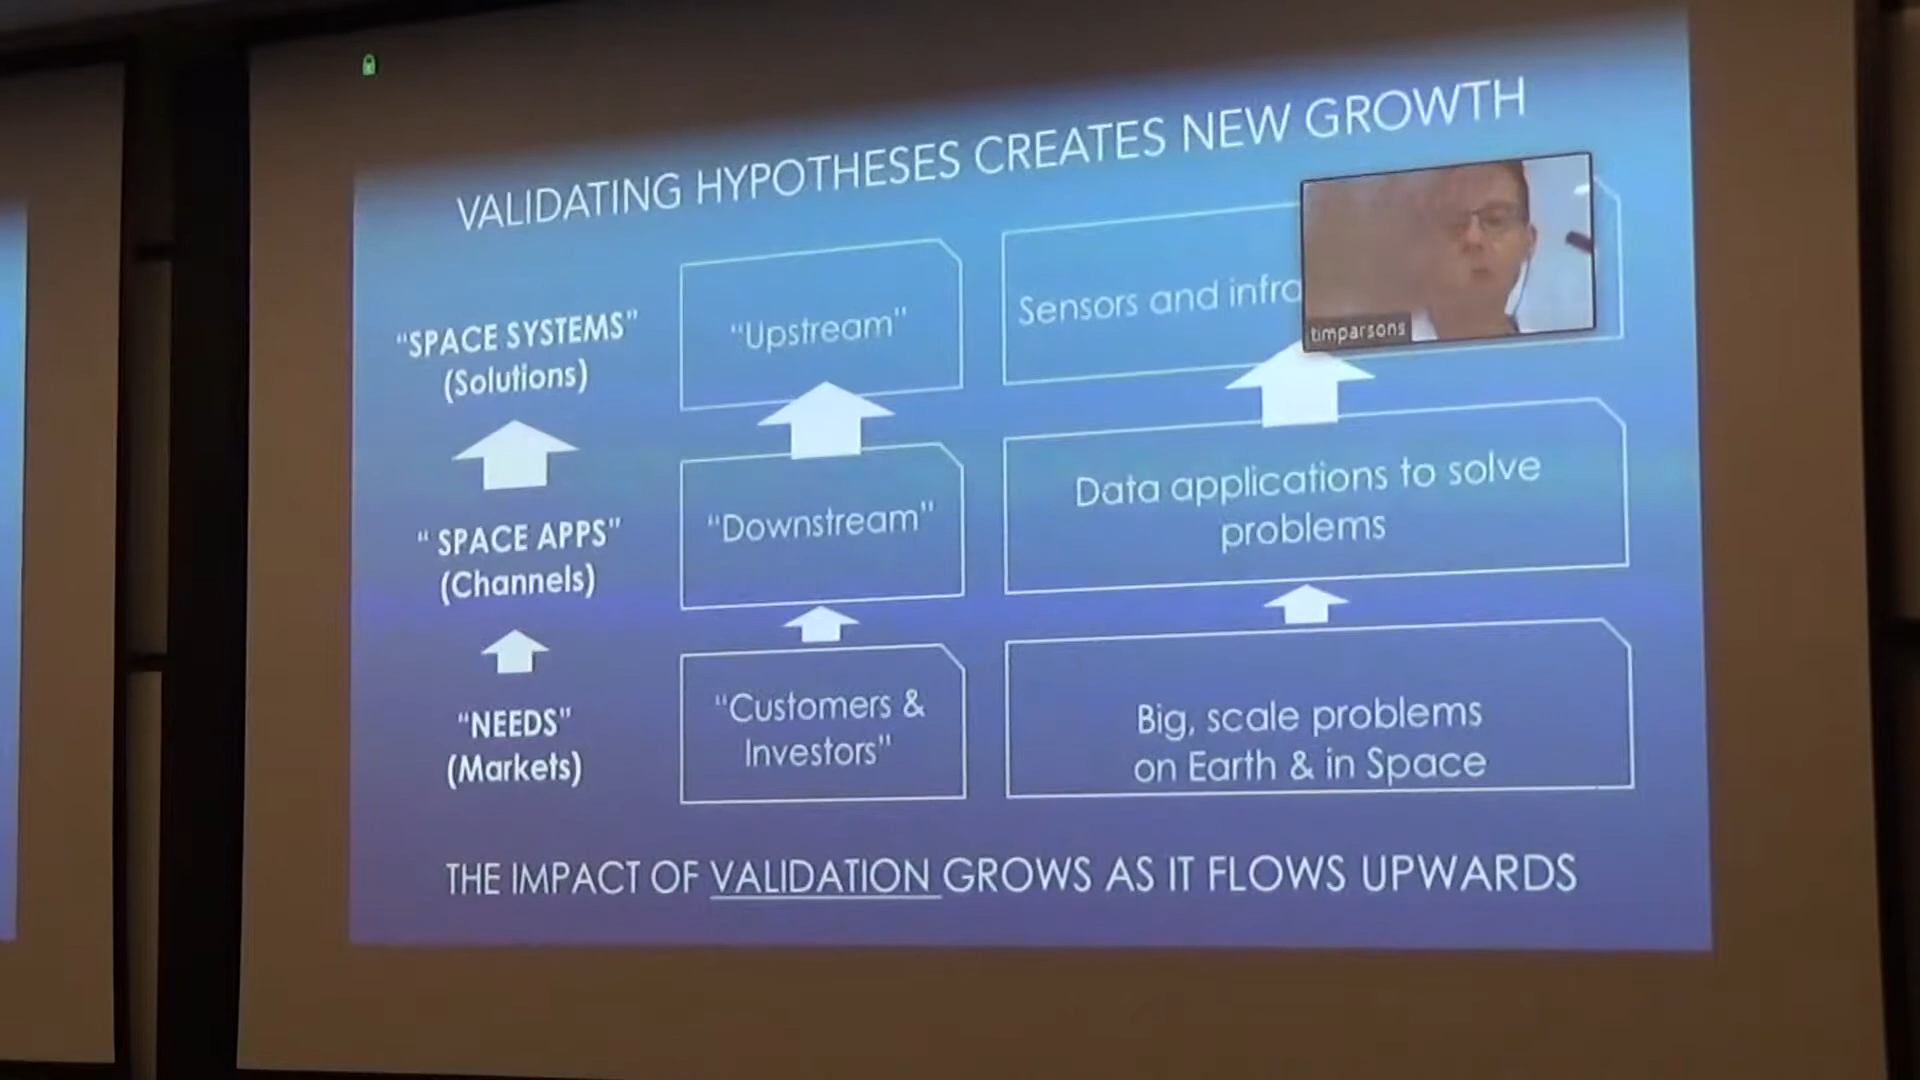 VALIDATING HYPOTHESES CREATES NEW GROWTH
“SPACE SYSTEMS”
(Solutions)
“Upstream”
Sensors and infra
timparsons
“ SPACE APPS”
(Channels)
“Downstream”
Data applications to solve
problems
“NEEDS”
(Markets)
“Customers &
Investors”
Big, scale problems
on Earth & in Space
THE IMPACT OF VALIDATION GROWS AS IT FLOWS UPWARDS